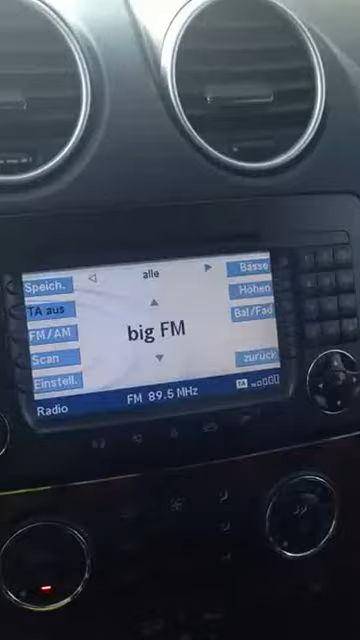 alle
Speich.
Bässe
TA aus
Höhen
FM/AM
Bal/Fad
big FM
Scan
zurück
Einstell.
Radio
FM 89.5 MHz
TA